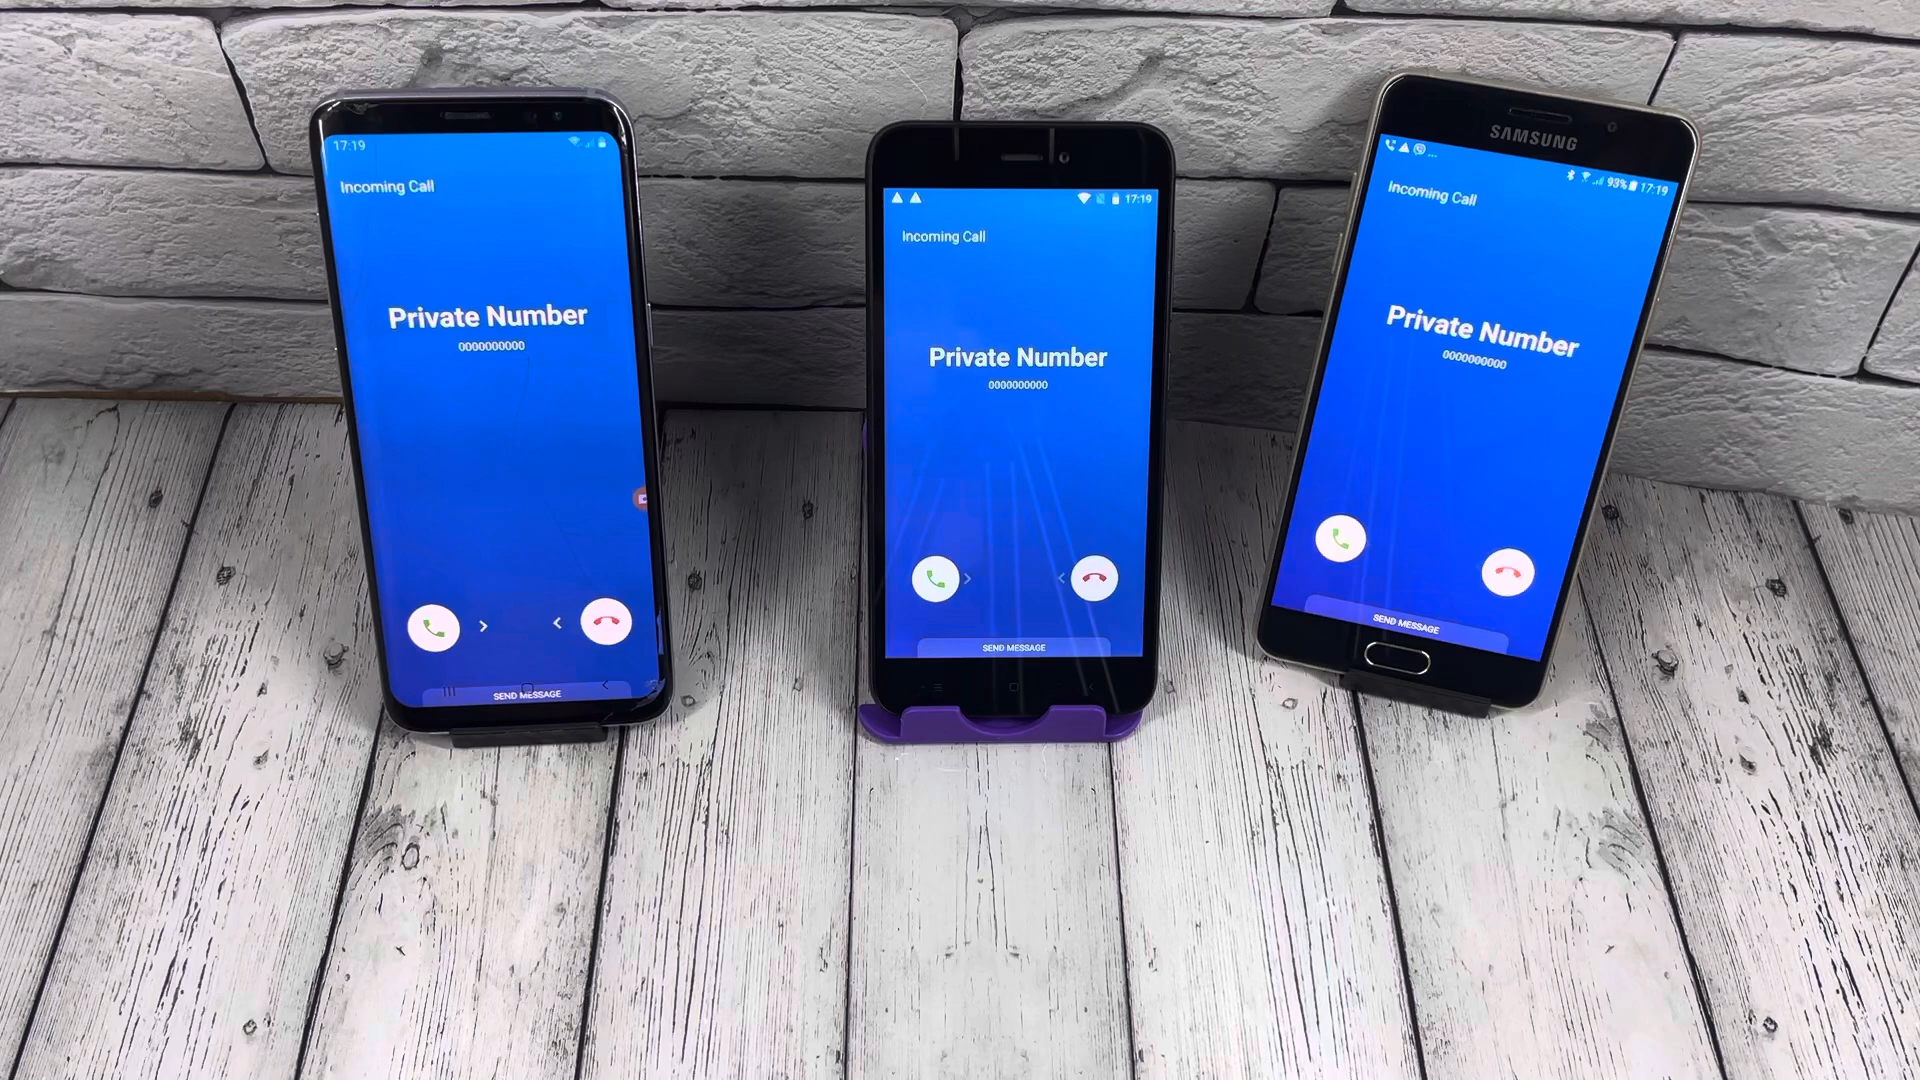 17:19
Incoming Call
Private Number
0000000000
SEND MESSAGE
17:19
Incoming Call
Private Number
0000000000
SEND MESSAGE
SAMSUNG
93% 17:19
Incoming Call
Private Number
0000000000
SEND MESSAGE